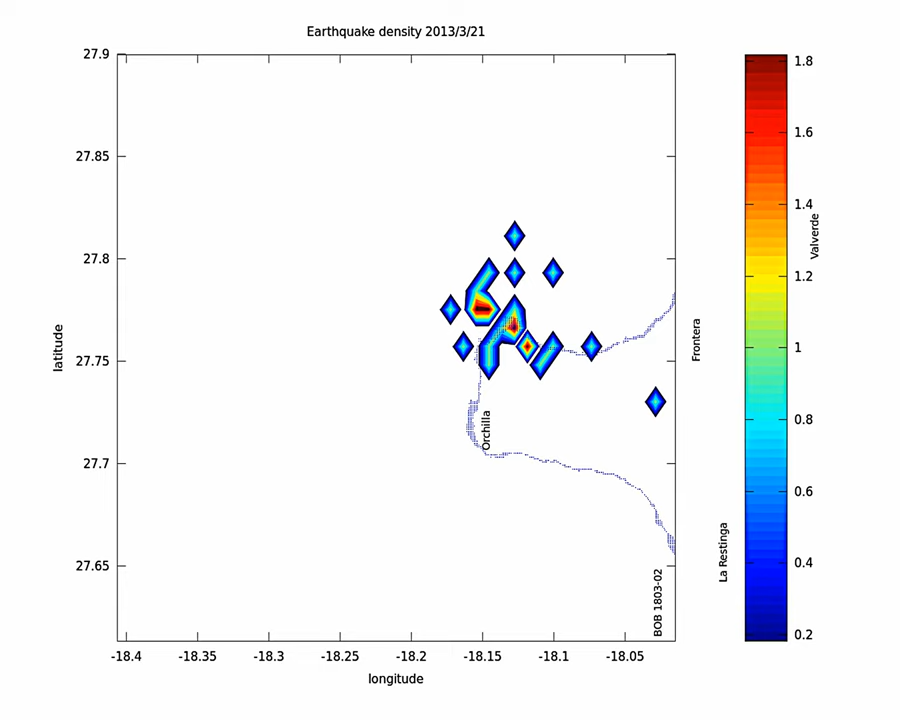 Earthquake density 2013/3/21
27.9
27.85
27.8
27.75
27.7
27.65
latitude
-18.4
-18.35
-18.3
-18.25
-18.2
-18.15
-18.1
-18.05
longitude
Orchilla
BOB 1803-02
Frontera
La Restinga
Valverde
1.8
1.6
1.4
1.2
1
0.8
0.6
0.4
0.2